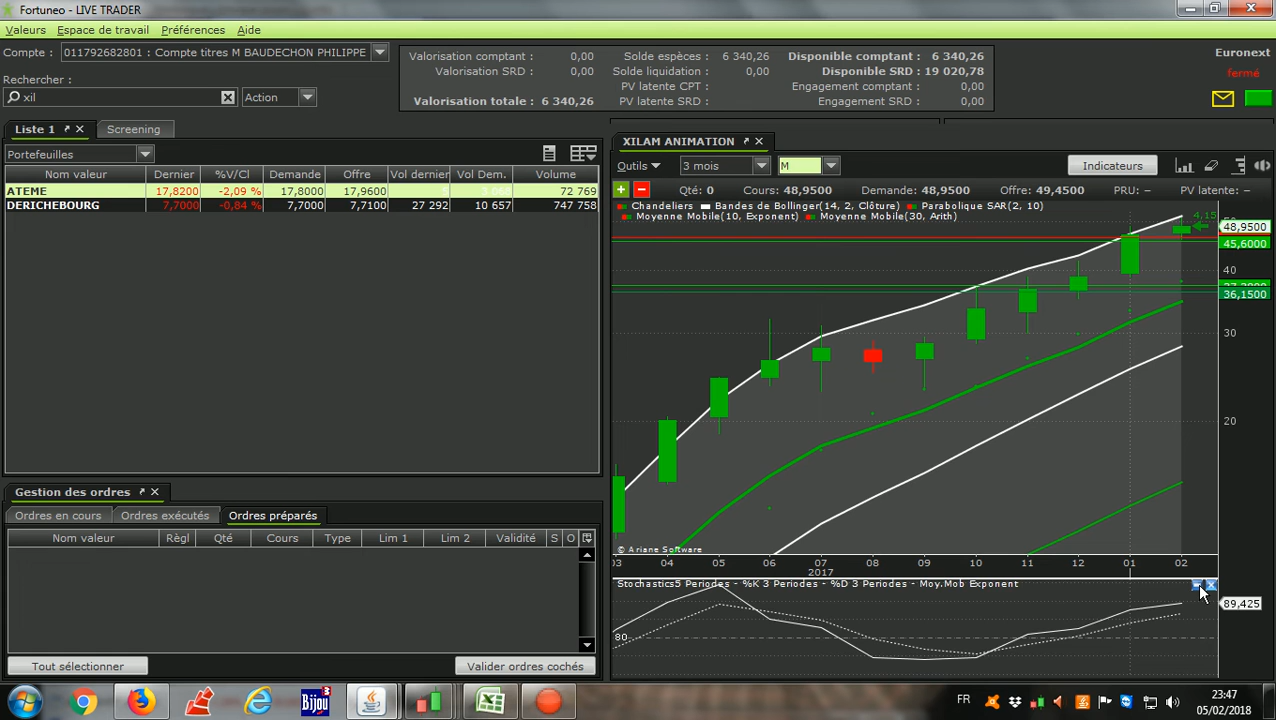 Fortuneo - LIVE TRADER
Valeurs Espace de travail Préférences Aide
Compte : 011792682801 : Compte titres M BAUDECHON PHILIPPE
Rechercher :
xil Action
Valorisation comptant : 0,00 Solde espèces : 6 340,26 Disponible comptant : 6 340,26
Valorisation SRD : 0,00 Solde liquidation : 0,00 Disponible SRD : 19 020,78
PV latente CPT : Engagement comptant : 0,00
Valorisation totale : 6 340,26 PV latente SRD : Engagement SRD : 0,00
Euronext
fermé
Liste 1 Screening
Portefeuilles
Nom valeur Dernier %V/Cl Demande Offre Vol dernier Vol Dem. Volume
ATEME 17,8200 -2,09 % 17,8000 17,9600 72 769
DERICHEBOURG 7,7000 -0,84 % 7,7000 7,7100 27 292 10 657 747 758
Gestion des ordres
Ordres en cours Ordres exécutés Ordres préparés
Nom valeur Règl Qté Cours Type Lim 1 Lim 2 Validité S O
Tout sélectionner Valider ordres cochés
XILAM ANIMATION
Outils 3 mois M Indicateurs
Qté: 0 Cours: 48,9500 Demande: 48,9500 Offre: 49,4500 PRU: - PV latente: -
Chandeliers Bandes de Bollinger(14, 2, Clôture) Parabolique SAR(2, 10)
Moyenne Mobile(10, Exponent) Moyenne Mobile(30, Arith)
4,15
48,9500
45,6000
40
36,1500
30
20
© Ariane Software
03 04 05 06 07 08 09 10 11 12 01 02
2017
Stochastics5 Periodes - %K 3 Periodes - %D 3 Periodes - Moy.Mob Exponent
89,425
80
Bijou 3
FR
23:47
05/02/2018